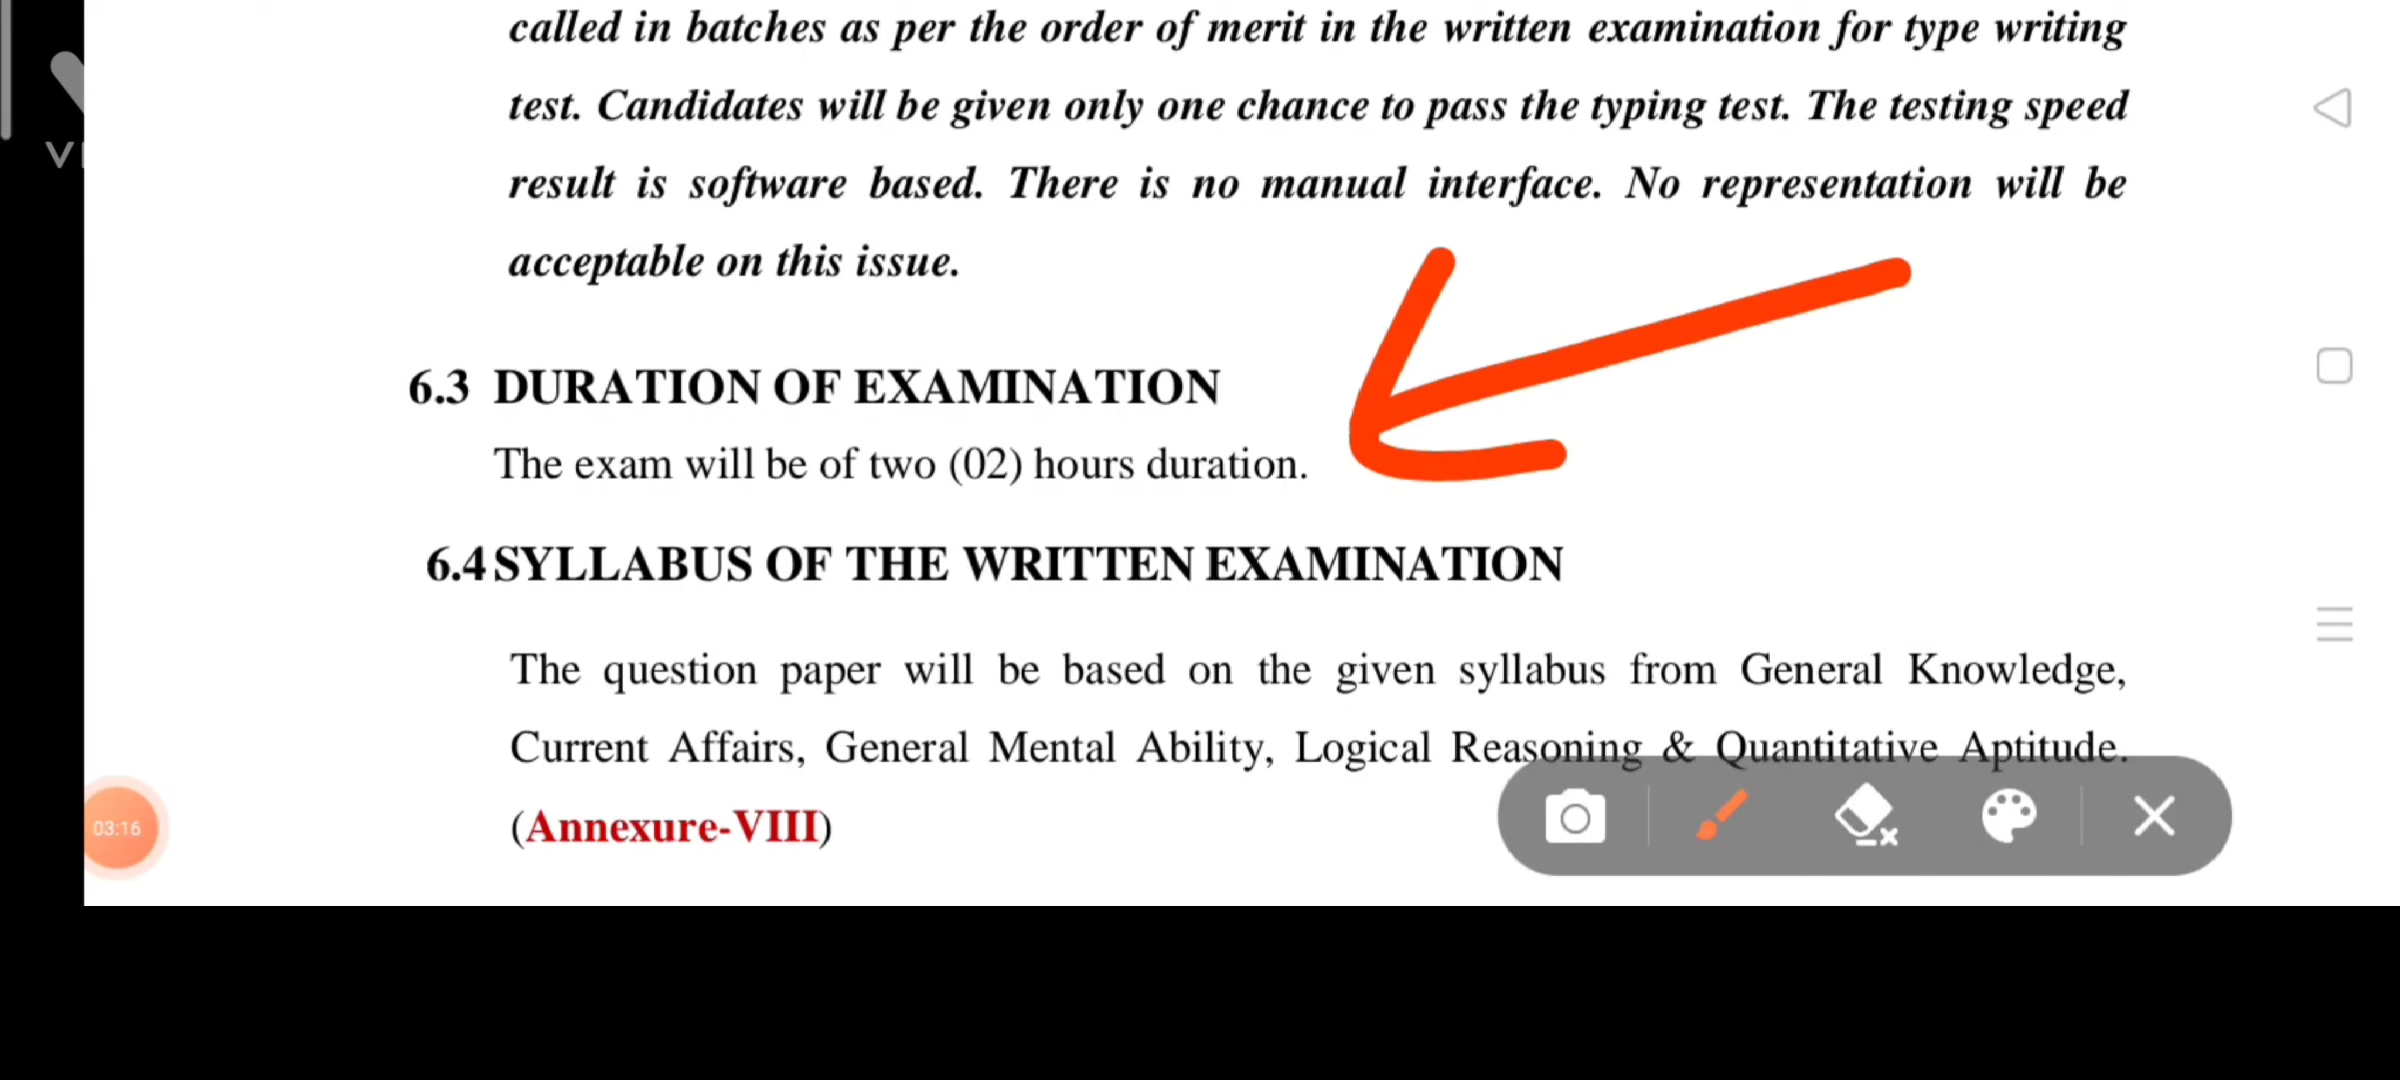 called in batches as per the order of merit in the written examination for type writing
test. Candidates will be given only one chance to pass the typing test. The testing speed
result is software based. There is no manual interface. No representation will be
acceptable on this issue.
6.3 DURATION OF EXAMINATION
The exam will be of two (02) hours duration.
6.4 SYLLABUS OF THE WRITTEN EXAMINATION
The question paper will be based on the given syllabus from General Knowledge,
Current Affairs, General Mental Ability, Logical Reasoning & Quantitative Aptitude.
(Annexure-VIII)
03:16